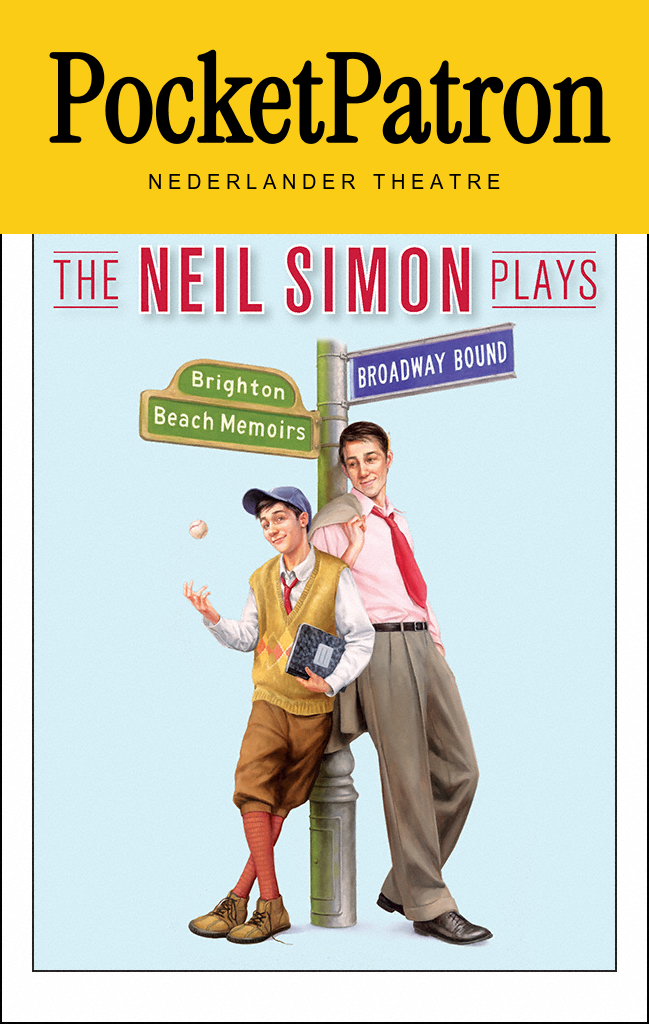 PocketPatron
NEDERLANDER THEATRE
THE NEIL SIMON PLAYS
BROADWAY BOUND
Brighton
Beach Memoirs